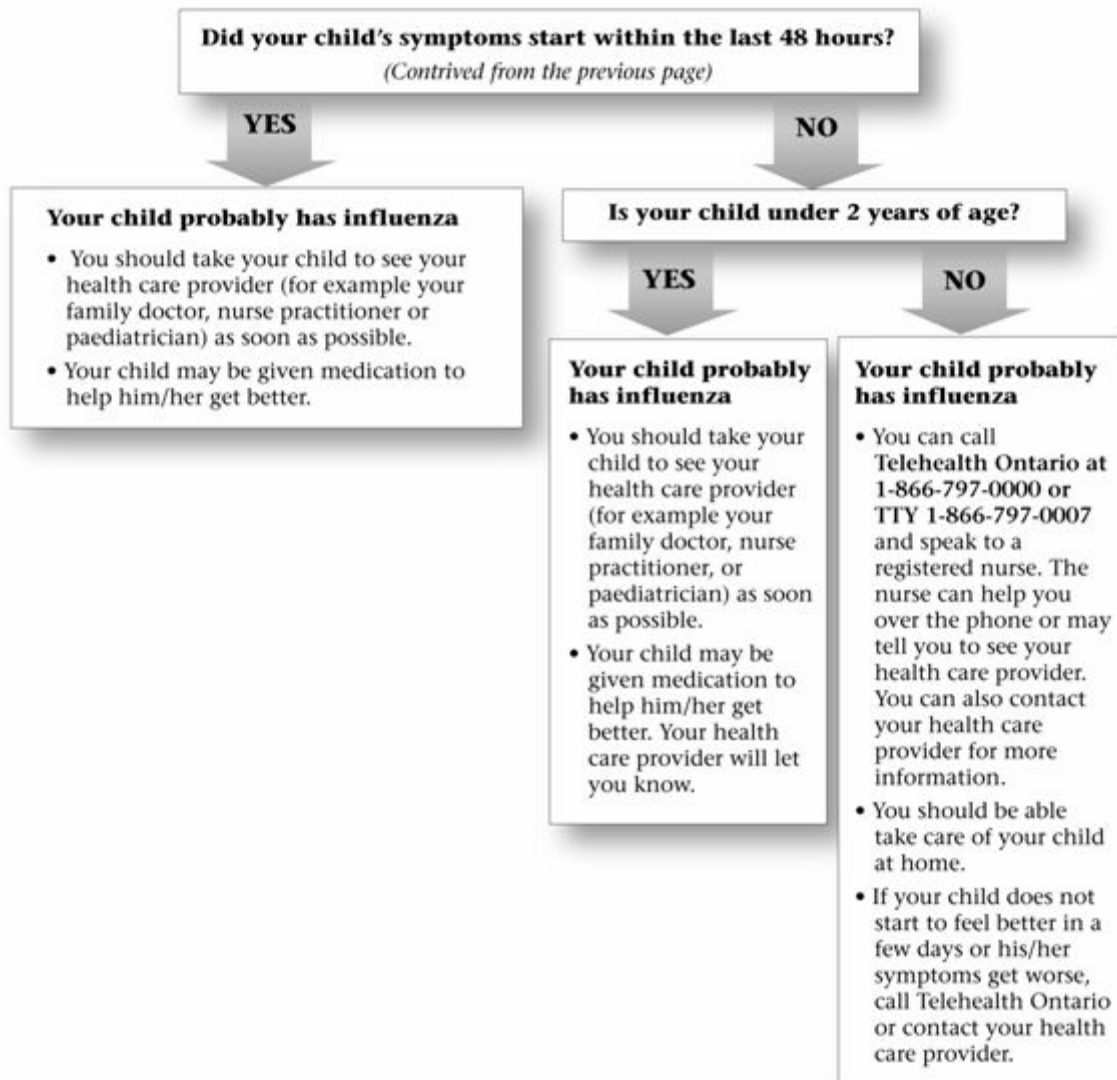 Did your child's symptoms start within the last 48 hours?
(Contrived from the previous page)
YES
NO
Your child probably has influenza
• You should take your child to see your
health care provider (for example your
family doctor, nurse practitioner or
paediatrician) as soon as possible.
• Your child may be given medication to
help him/her get better.
Is your child under 2 years of age?
YES
NO
Your child probably
has influenza
• You should take your
child to see your
health care provider
(for example your
family doctor, nurse
practitioner, or
paediatrician) as soon
as possible.
• Your child may be
given medication to
help him/her get
better. Your health
care provider will let
you know.
Your child probably
has influenza
• You can call
Telehealth Ontario at
1-866-797-0000 or
TTY 1-866-797-0007
and speak to a
registered nurse. The
nurse can help you
over the phone or may
tell you to see your
health care provider.
You can also contact
your health care
provider for more
information.
• You should be able
take care of your child
at home.
• If your child does not
start to feel better in a
few days or his/her
symptoms get worse,
call Telehealth Ontario
or contact your health
care provider.